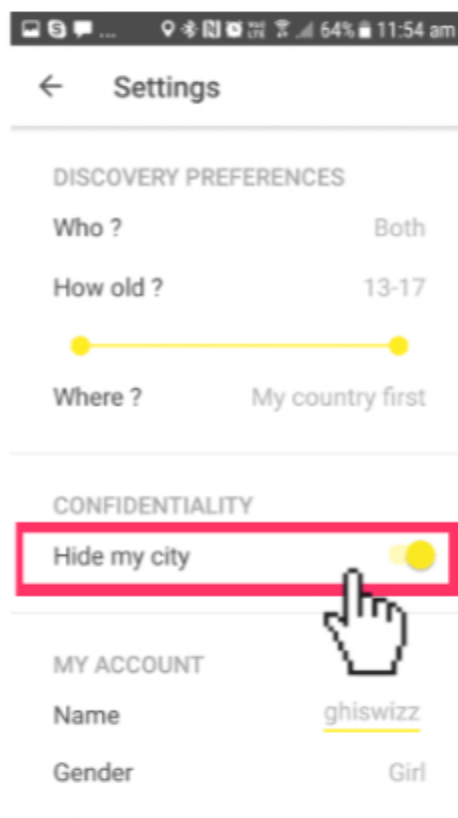 ... 64% 11:54 am
Settings
DISCOVERY PREFERENCES
Who ? Both
How old ? 13-17
Where ? My country first
CONFIDENTIALITY
Hide my city
MY ACCOUNT
Name ghiswizz
Gender Girl